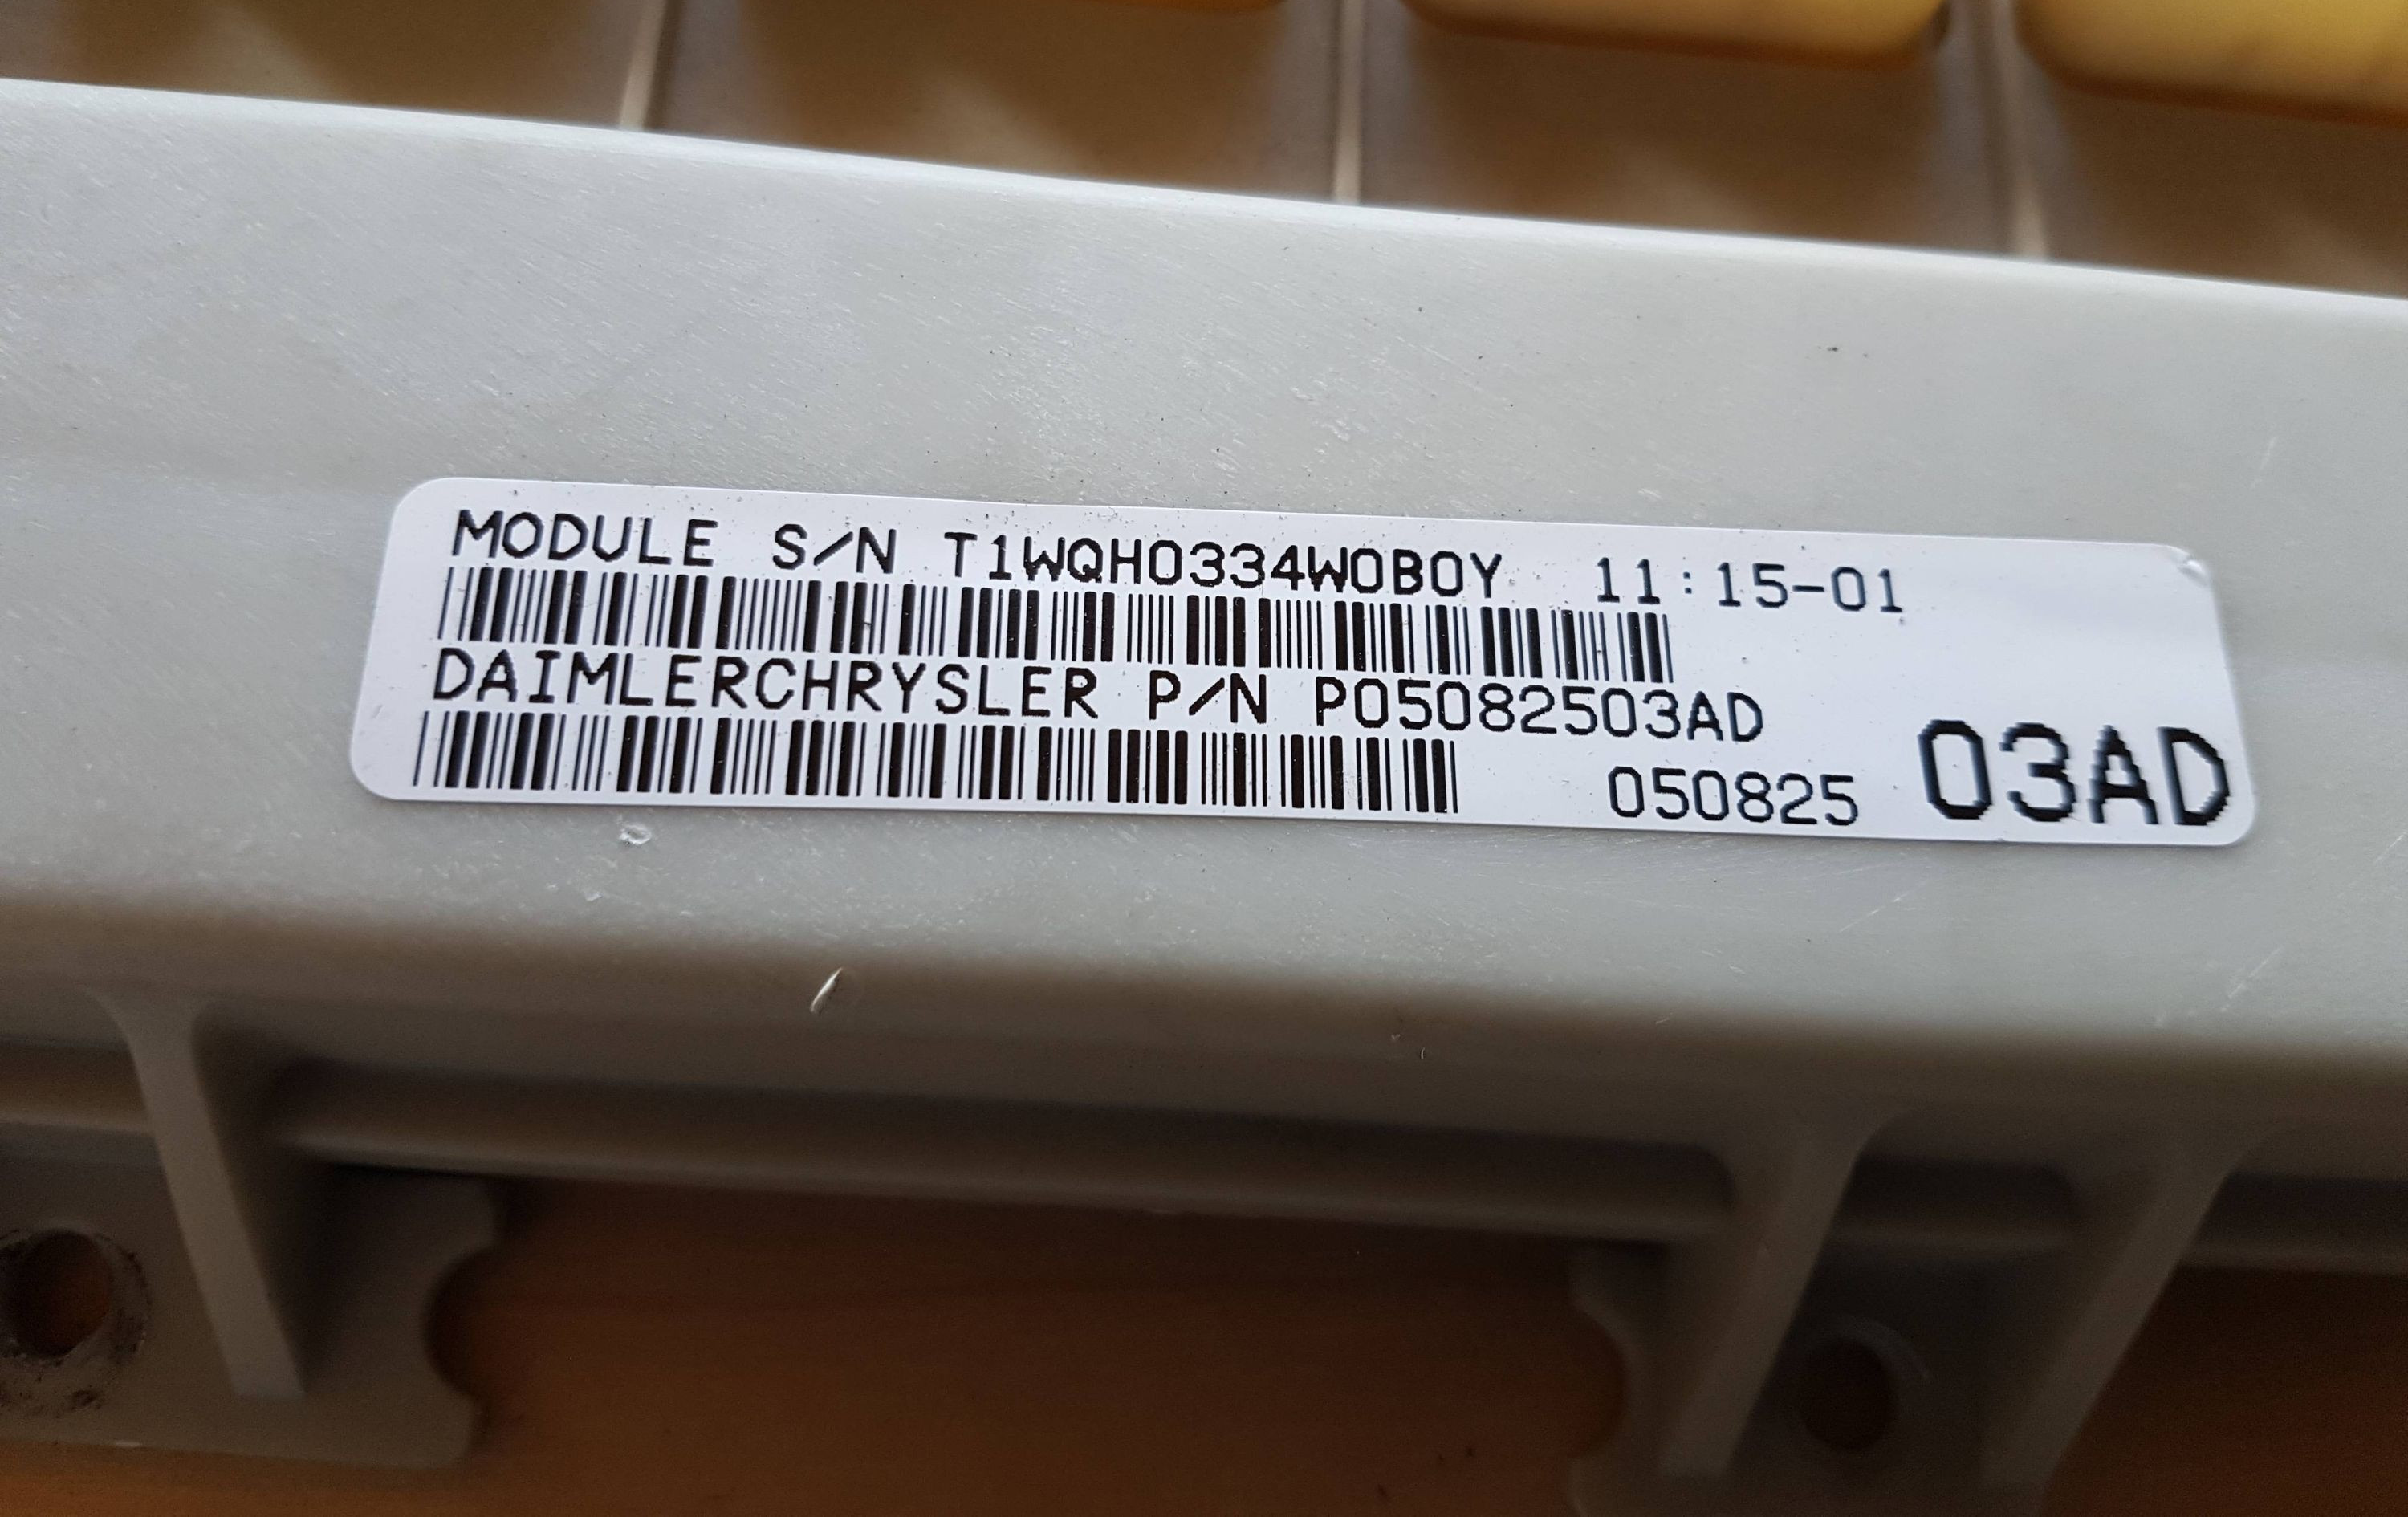 MODULE S/N T1WQH0334W0B0Y 11:15-01
DAIMLERCHRYSLER P/N P05082503AD
050825 03AD